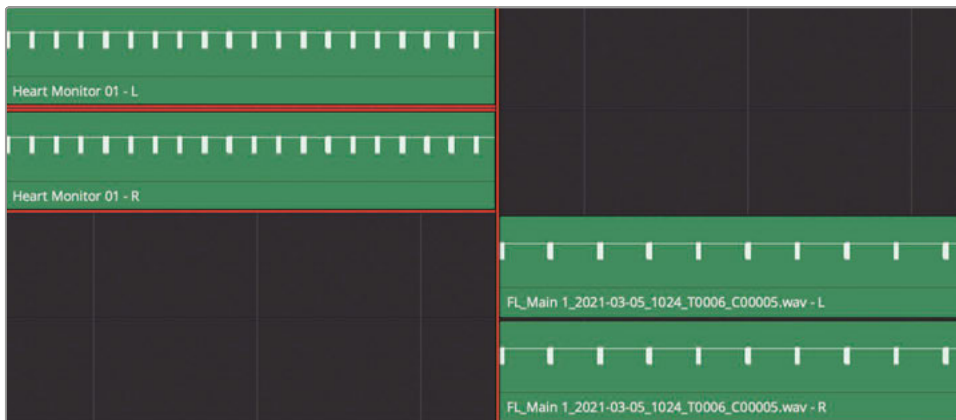 Heart Monitor 01 - L
Heart Monitor 01 - R
FL_Main 1_2021-03-05_1024_T0006_C00005.wav - L
FL_Main 1_2021-03-05_1024_T0006_C00005.wav - R